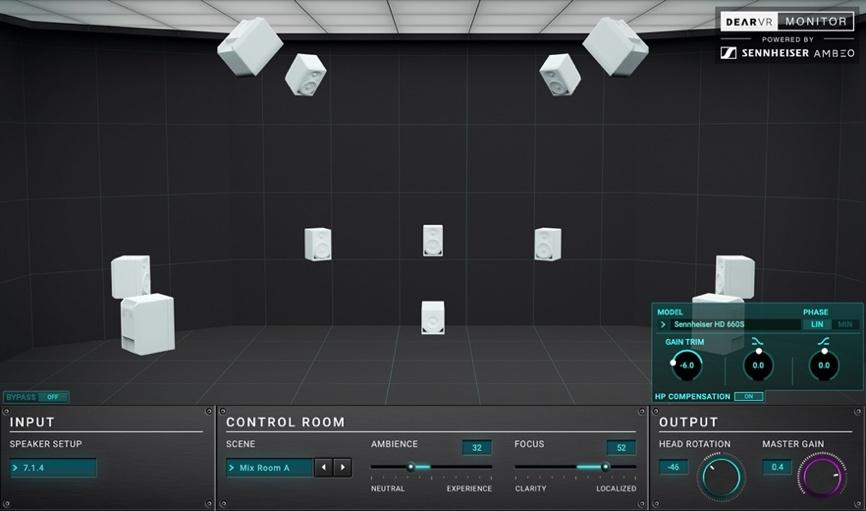 DEARVR MONITOR
POWERED BY
SENNHEISER AMBEO
MODEL PHASE
Sennheiser HD 660S LIN MIN
GAIN TRIM
-6.0 0.0 0.0
HP COMPENSATION ON
BYPASS OFF
INPUT
SPEAKER SETUP
7.1.4
CONTROL ROOM
SCENE
Mix Room A
AMBIENCE 32
NEUTRAL EXPERIENCE
FOCUS 52
CLARITY LOCALIZED
OUTPUT
HEAD ROTATION MASTER GAIN
-46 0.4